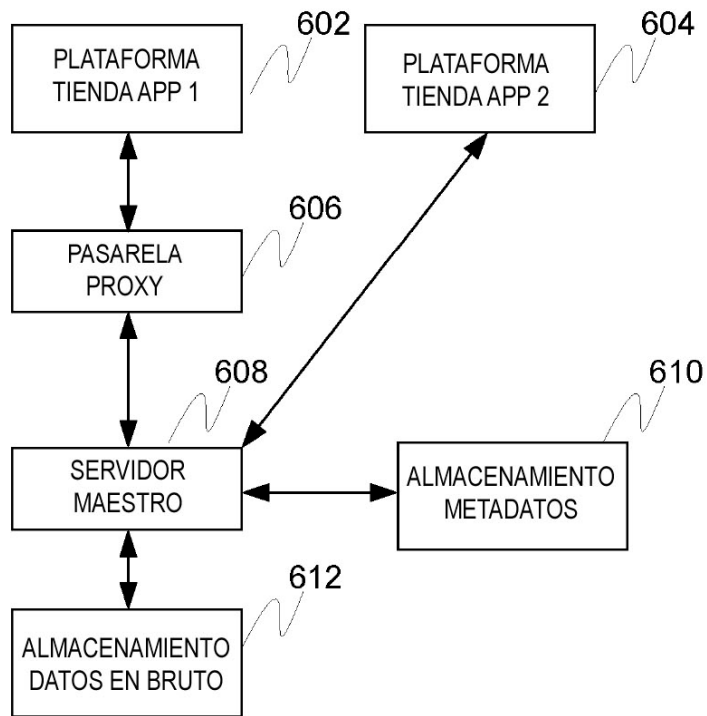 602
PLATAFORMA
TIENDA APP 1
604
PLATAFORMA
TIENDA APP 2
606
PASARELA
PROXY
608
SERVIDOR
MAESTRO
610
ALMACENAMIENTO
METADATOS
612
ALMACENAMIENTO
DATOS EN BRUTO